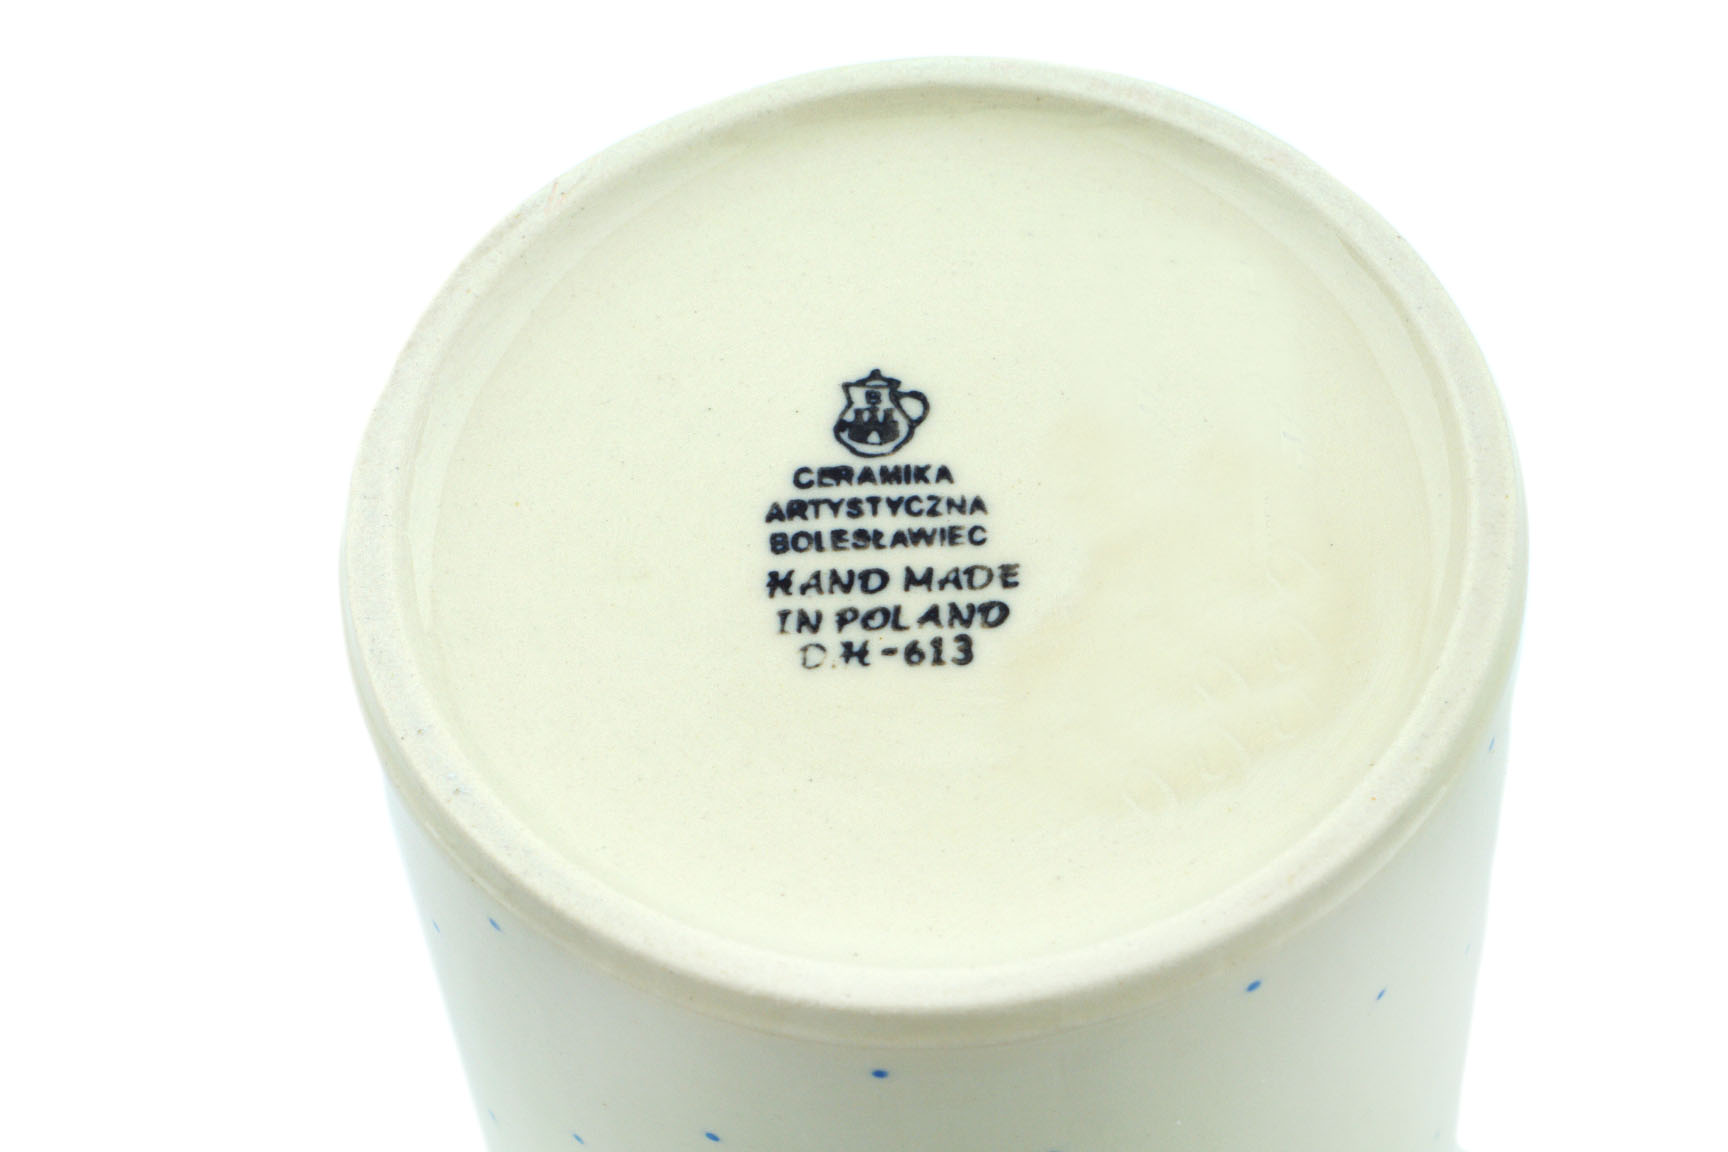 B
CERAMIKA
ARTYSTYCZNA
BOLESŁAWIEC
HAND MADE
IN POLAND
D.H-613